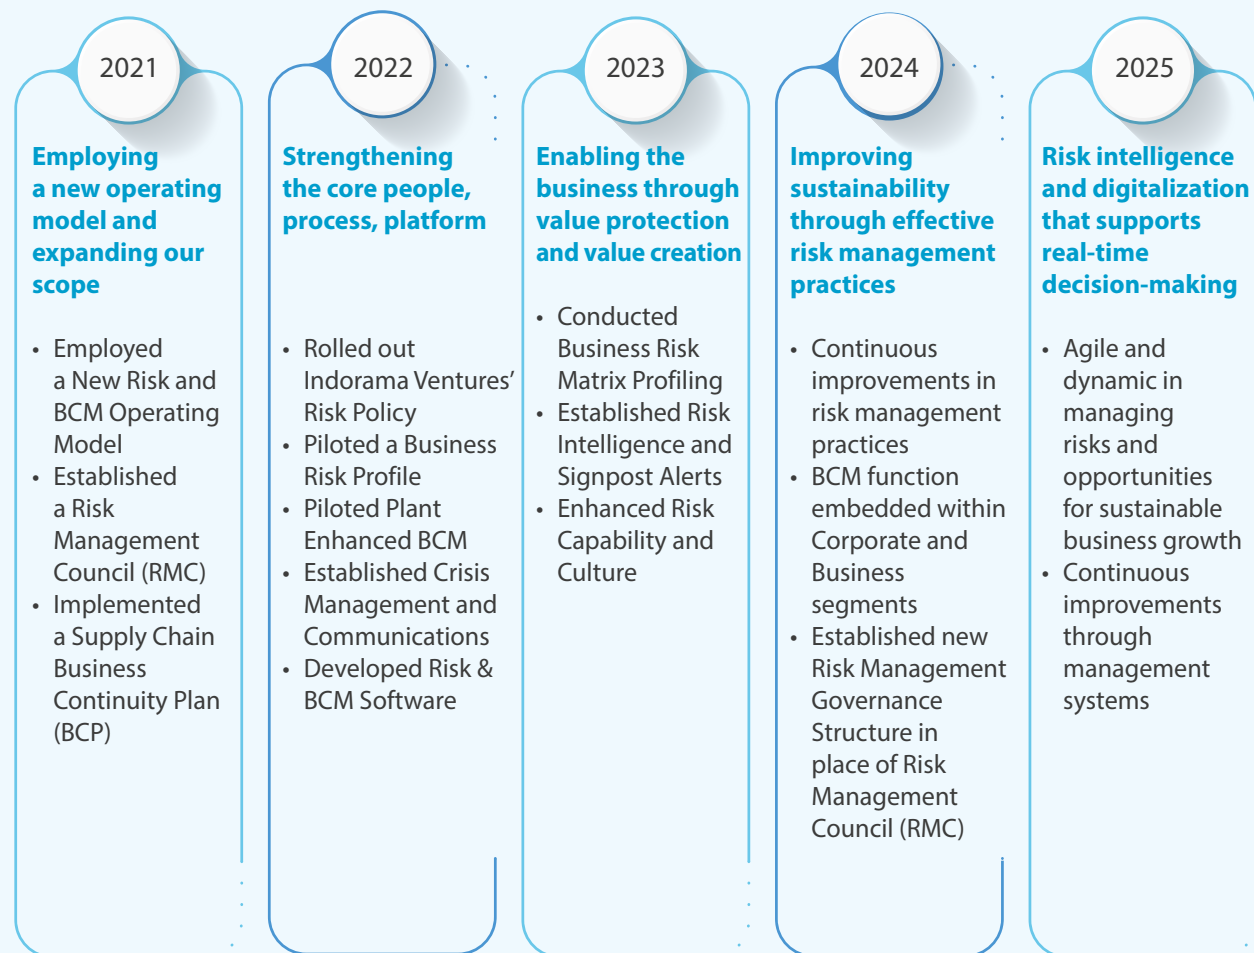 2021
Employing
a new operating
model and
expanding our
scope
• Employed
a New Risk and
BCM Operating
Model
• Established
a Risk
Management
Council (RMC)
• Implemented
a Supply Chain
Business
Continuity Plan
(BCP)
2022
Strengthening
the core people,
process, platform
• Rolled out
Indorama Ventures’
Risk Policy
• Piloted a Business
Risk Profile
• Piloted Plant
Enhanced BCM
• Established Crisis
Management and
Communications
• Developed Risk &
BCM Software
2023
Enabling the
business through
value protection
and value creation
• Conducted
Business Risk
Matrix Profiling
• Established Risk
Intelligence and
Signpost Alerts
• Enhanced Risk
Capability and
Culture
2024
Improving
sustainability
through effective
risk management
practices
• Continuous
improvements in
risk management
practices
• BCM function
embedded within
Corporate and
Business
segments
• Established new
Risk Management
Governance
Structure in
place of Risk
Management
Council (RMC)
2025
Risk intelligence
and digitalization
that supports
real-time
decision-making
• Agile and
dynamic in
managing
risks and
opportunities
for sustainable
business growth
• Continuous
improvements
through
management
systems